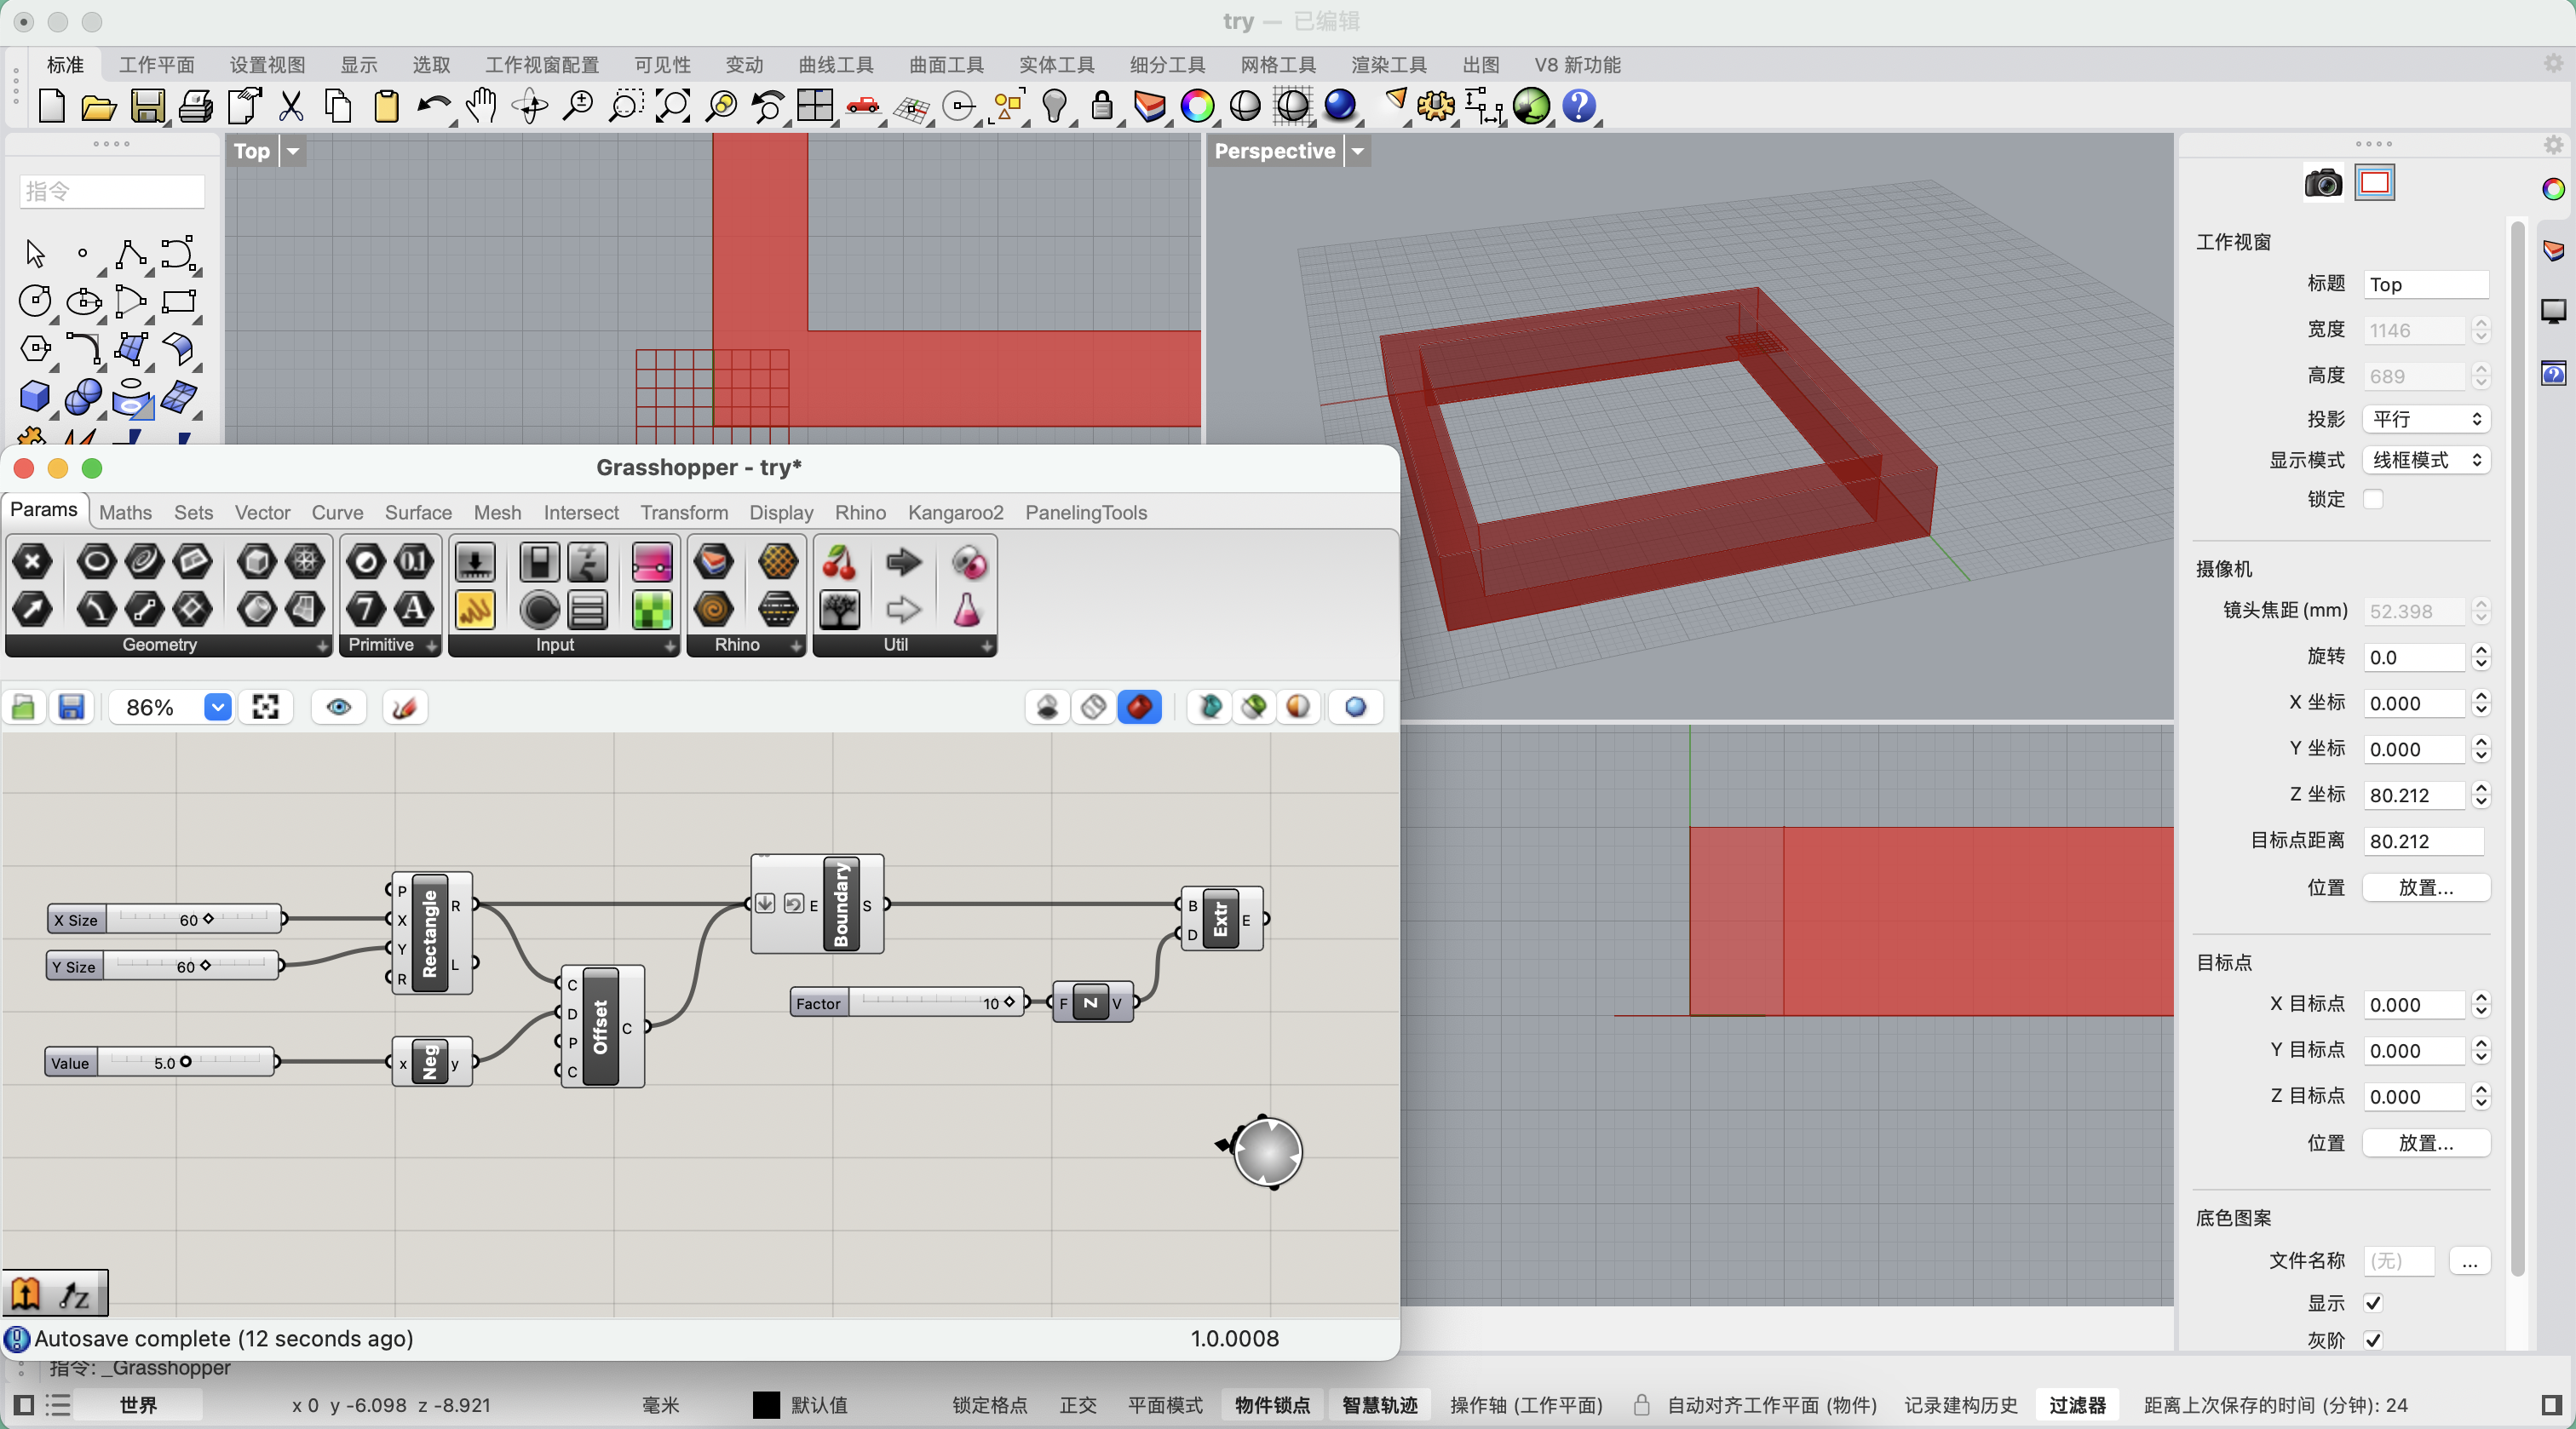 try — 已编辑
标准 工作平面 设置视图 显示 选取 工作视窗配置 可见性 变动 曲线工具 曲面工具 实体工具 细分工具 网格工具 渲染工具 出图 V8 新功能
指令
Top
Perspective
工作视窗
标题 Top
宽度 1146
高度 689
投影 平行
显示模式 线框模式
锁定
摄像机
镜头焦距 (mm) 52.398
旋转 0.0
X 坐标 0.000
Y 坐标 0.000
Z 坐标 80.212
目标点距离 80.212
位置 放置...
目标点
X 目标点 0.000
Y 目标点 0.000
Z 目标点 0.000
位置 放置...
底色图案
文件名称 (无) ...
显示
灰阶
Grasshopper - try*
Params Maths Sets Vector Curve Surface Mesh Intersect Transform Display Rhino Kangaroo2 PanelingTools
Geometry Primitive Input Rhino Util
86%
X Size 60
Y Size 60
P X Y R Rectangle R L
Value 5.0
x Neg y
C D P C Offset C
E Boundary S
Factor 10
F Z V
B D Extr E
Autosave complete (12 seconds ago) 1.0.0008
指令: _Grasshopper
世界 x 0 y -6.098 z -8.921 毫米 默认值 锁定格点 正交 平面模式 物件锁点 智慧轨迹 操作轴 (工作平面) 自动对齐工作平面 (物件) 记录建构历史 过滤器 距离上次保存的时间 (分钟): 24